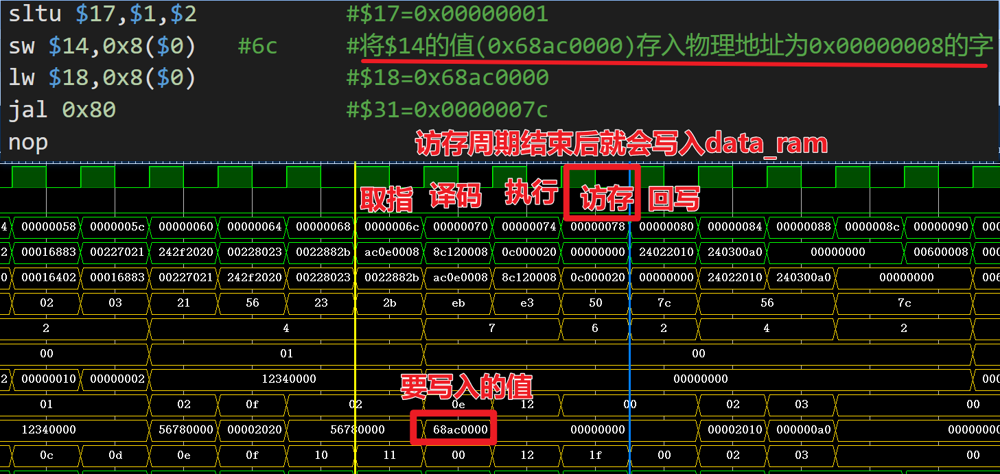 sltu $17,$1,$2 #$17=0x00000001
sw $14,0x8($0) #6c #将$14的值(0x68ac0000)存入物理地址为0x00000008的字
lw $18,0x8($0) #$18=0x68ac0000
jal 0x80 #$31=0x0000007c
nop
访存周期结束后就会写入data_ram
取指 译码 执行 访存 回写
4 00000058 0000005c 00000060 00000064 00000068 0000006c 00000070 00000074 00000078 00000080 00000084 00000088 0000008c 00000090 000
2 00016883 00227021 242f2020 00228023 0022882b ac0e0008 8c120008 0c000020 00000000 24022010 240300a0 00000000 00600008 000
0 00016402 00016883 00227021 242f2020 00228023 0022882b ac0e0008 8c120008 0c000020 00000000 24022010 240300a0 00000000 006
02 03 21 56 23 2b eb e3 50 7c 56 7c
2 4 7 6 2 4 2
00 01 00
2 00000010 00000002 12340000 00000000 000
要写入的值
01 02 0f 02 0e 12 00 02 03 00
12340000 56780000 00002020 56780000 68ac0000 00000000 00002010 000000a0 00000000
0c 0d 0e 0f 10 11 00 12 1f 00 02 03 00